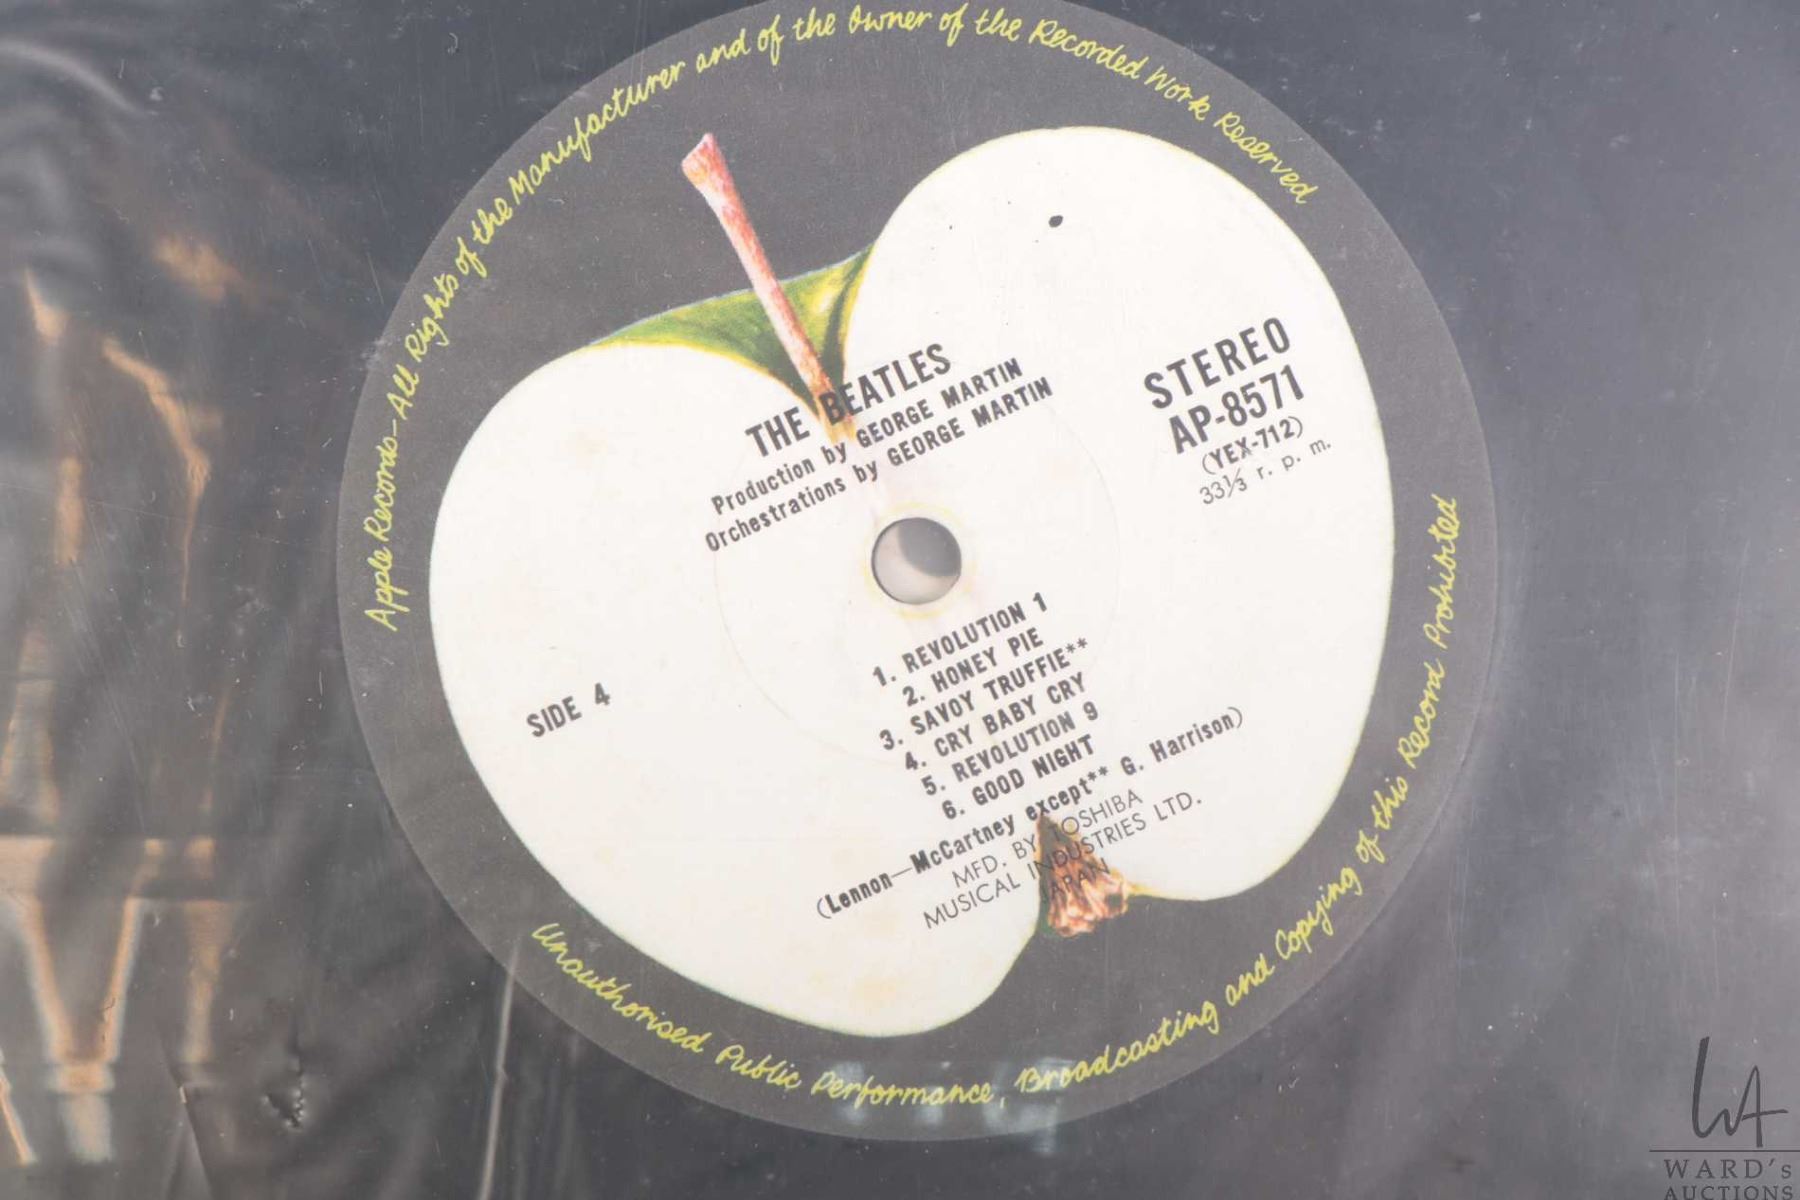 Apple Records—All Rights of the Manufacturer and of the Owner of the Recorded Work Reserved
THE BEATLES
Production by GEORGE MARTIN
Orchestrations by GEORGE MARTIN
STEREO
AP-8571
(YEX-712)
33⅓ r. p. m.
SIDE 4
1. REVOLUTION 1
2. HONEY PIE
3. SAVOY TRUFFIE**
4. CRY BABY CRY
5. REVOLUTION 9
6. GOOD NIGHT
(Lennon—McCartney except** G. Harrison)
MFD. BY TOSHIBA
MUSICAL INDUSTRIES LTD.
JAPAN
Unauthorised Public Performance, Broadcasting and Copying of this Record Prohibited
WA
WARD's
AUCTIONS